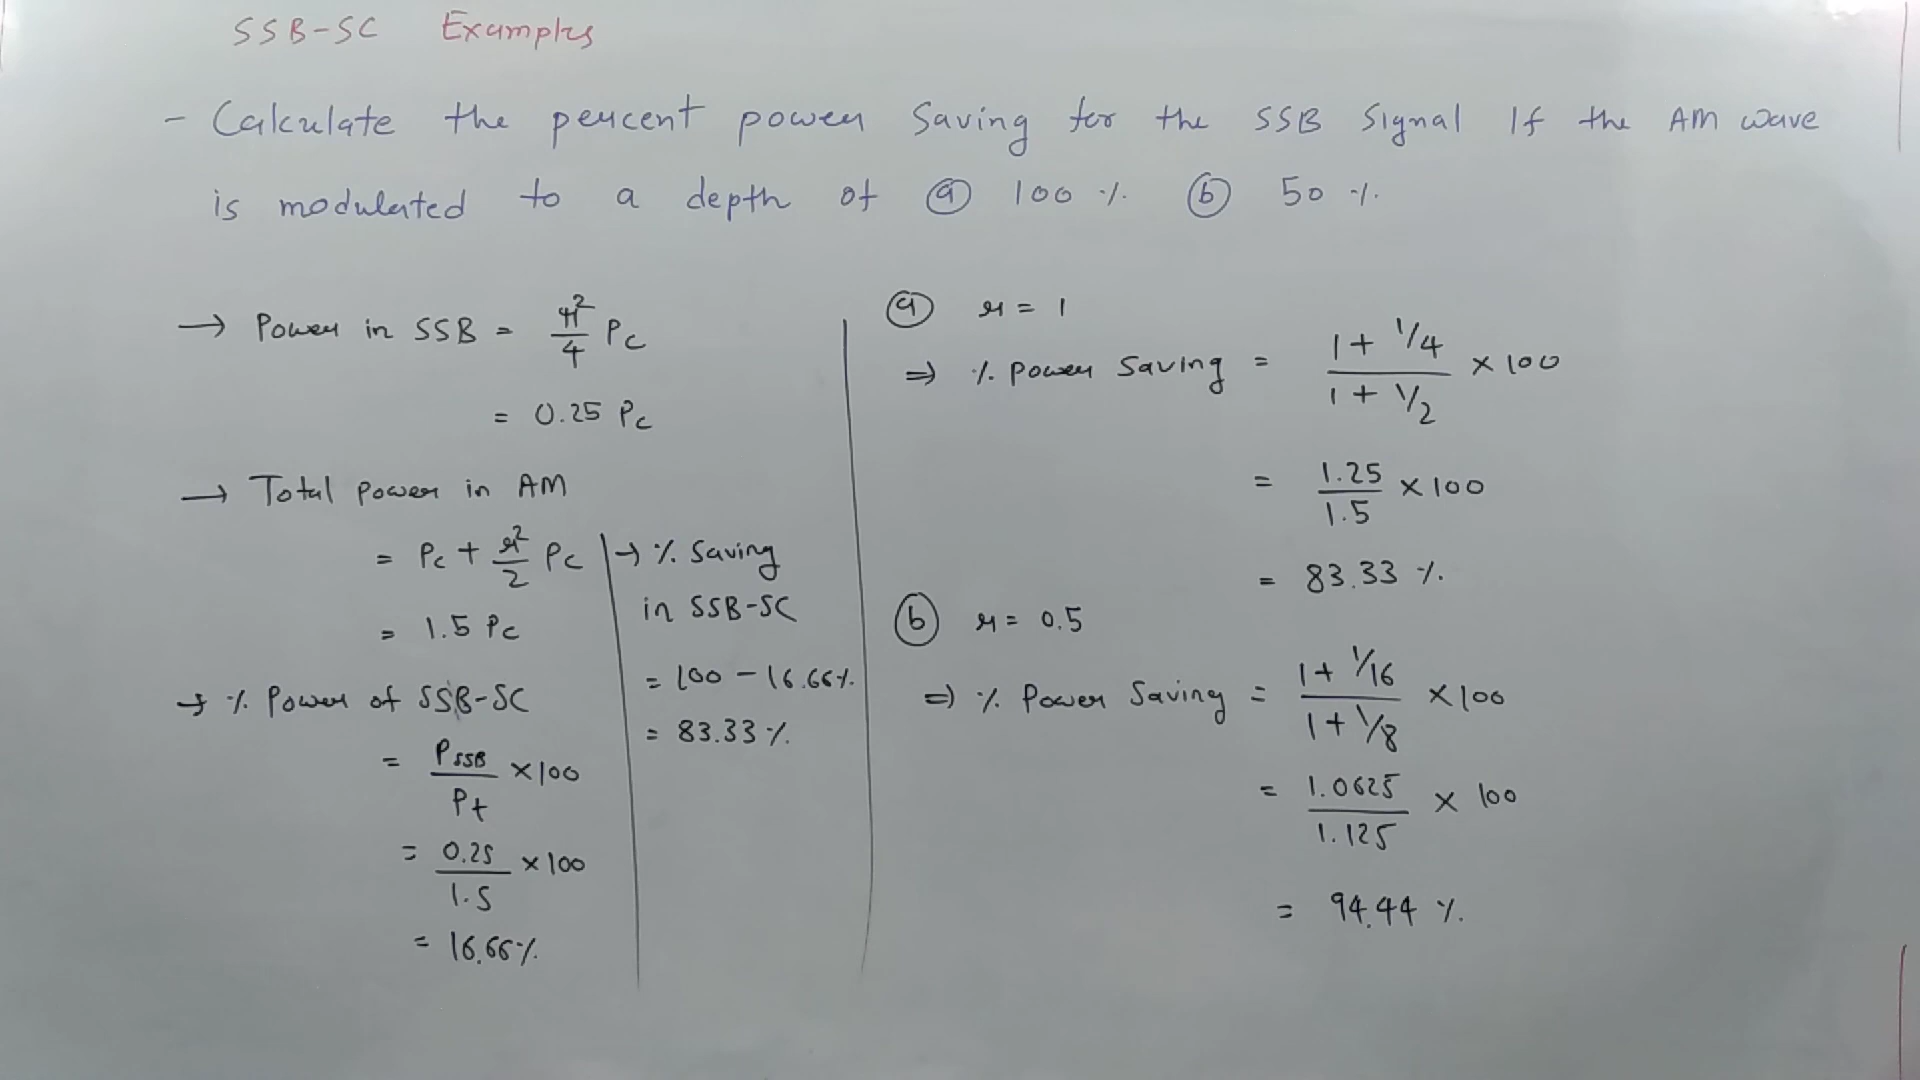 SSB-SC Examples
- Calculate the percent power saving for the SSB signal if the AM wave
is modulated to a depth of ⓐ 100 % ⓑ 50 %.
→ Power in SSB = μ²/4 Pc
= 0.25 Pc
→ Total power in AM
= Pc + μ²/2 Pc
= 1.5 Pc
→ % Power of SSB-SC
= PSSB/Pt × 100
= 0.25/1.5 × 100
= 16.66%.
→ % Saving
in SSB-SC
= 100 - 16.66%.
= 83.33 %.
ⓐ μ = 1
⇒ % power saving = (1 + 1/4)/(1 + 1/2) × 100
= 1.25/1.5 × 100
= 83.33 %.
ⓑ μ = 0.5
⇒ % Power Saving = (1 + 1/16)/(1 + 1/8) × 100
= 1.0625/1.125 × 100
= 94.44 %.